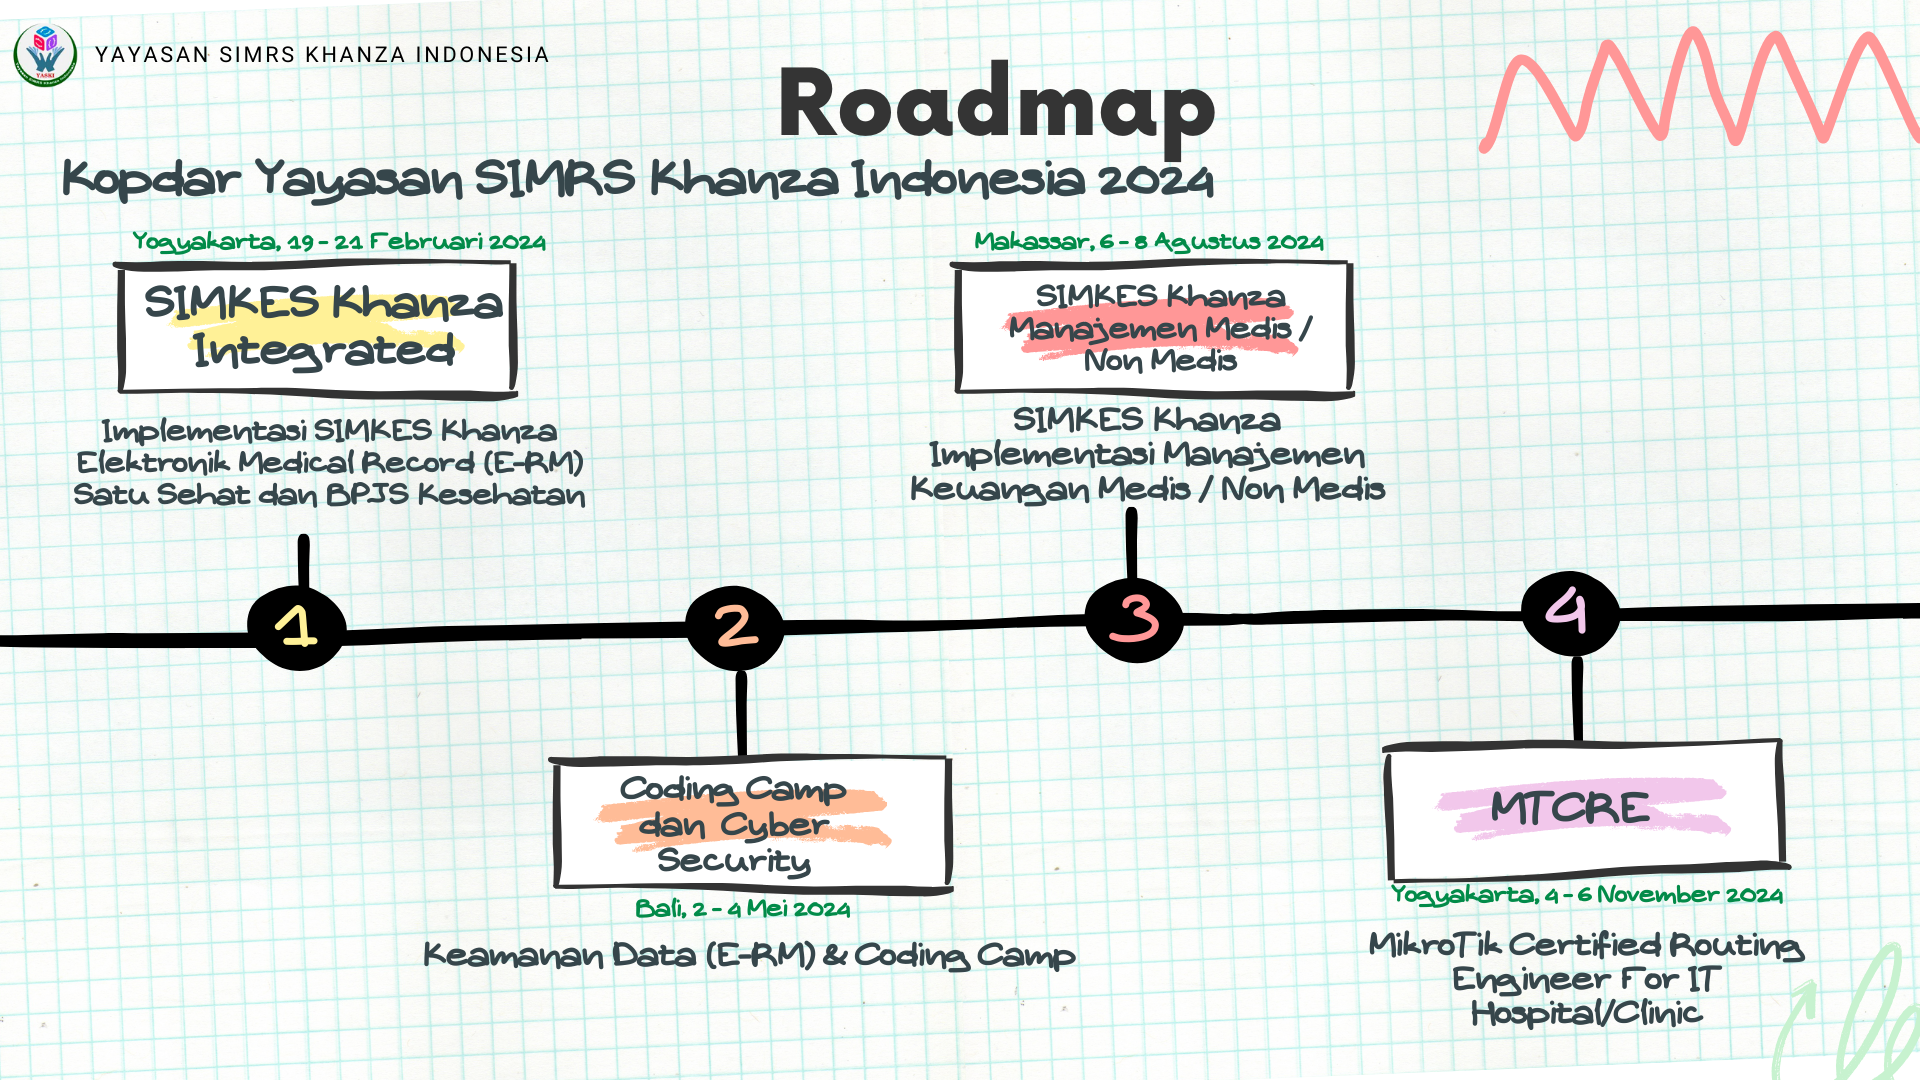 YAYASAN SIMRS KHANZA INDONESIA
Roadmap
Kopdar Yayasan SIMRS Khanza Indonesia 2024
Yogyakarta, 19 - 21 Februari 2024
SIMKES Khanza
Integrated
Implementasi SIMKES Khanza
Elektronik Medical Record (E-RM)
Satu Sehat dan BPJS Kesehatan
1
2
Coding Camp
dan Cyber
Security
Bali, 2 - 4 Mei 2024
Keamanan Data (E-RM) & Coding Camp
Makassar, 6 - 8 Agustus 2024
SIMKES Khanza
Manajemen Medis /
Non Medis
SIMKES Khanza
Implementasi Manajemen
Keuangan Medis / Non Medis
3
4
MTCRE
Yogyakarta, 4 - 6 November 2024
MikroTik Certified Routing
Engineer For IT
Hospital/Clinic
YASKI